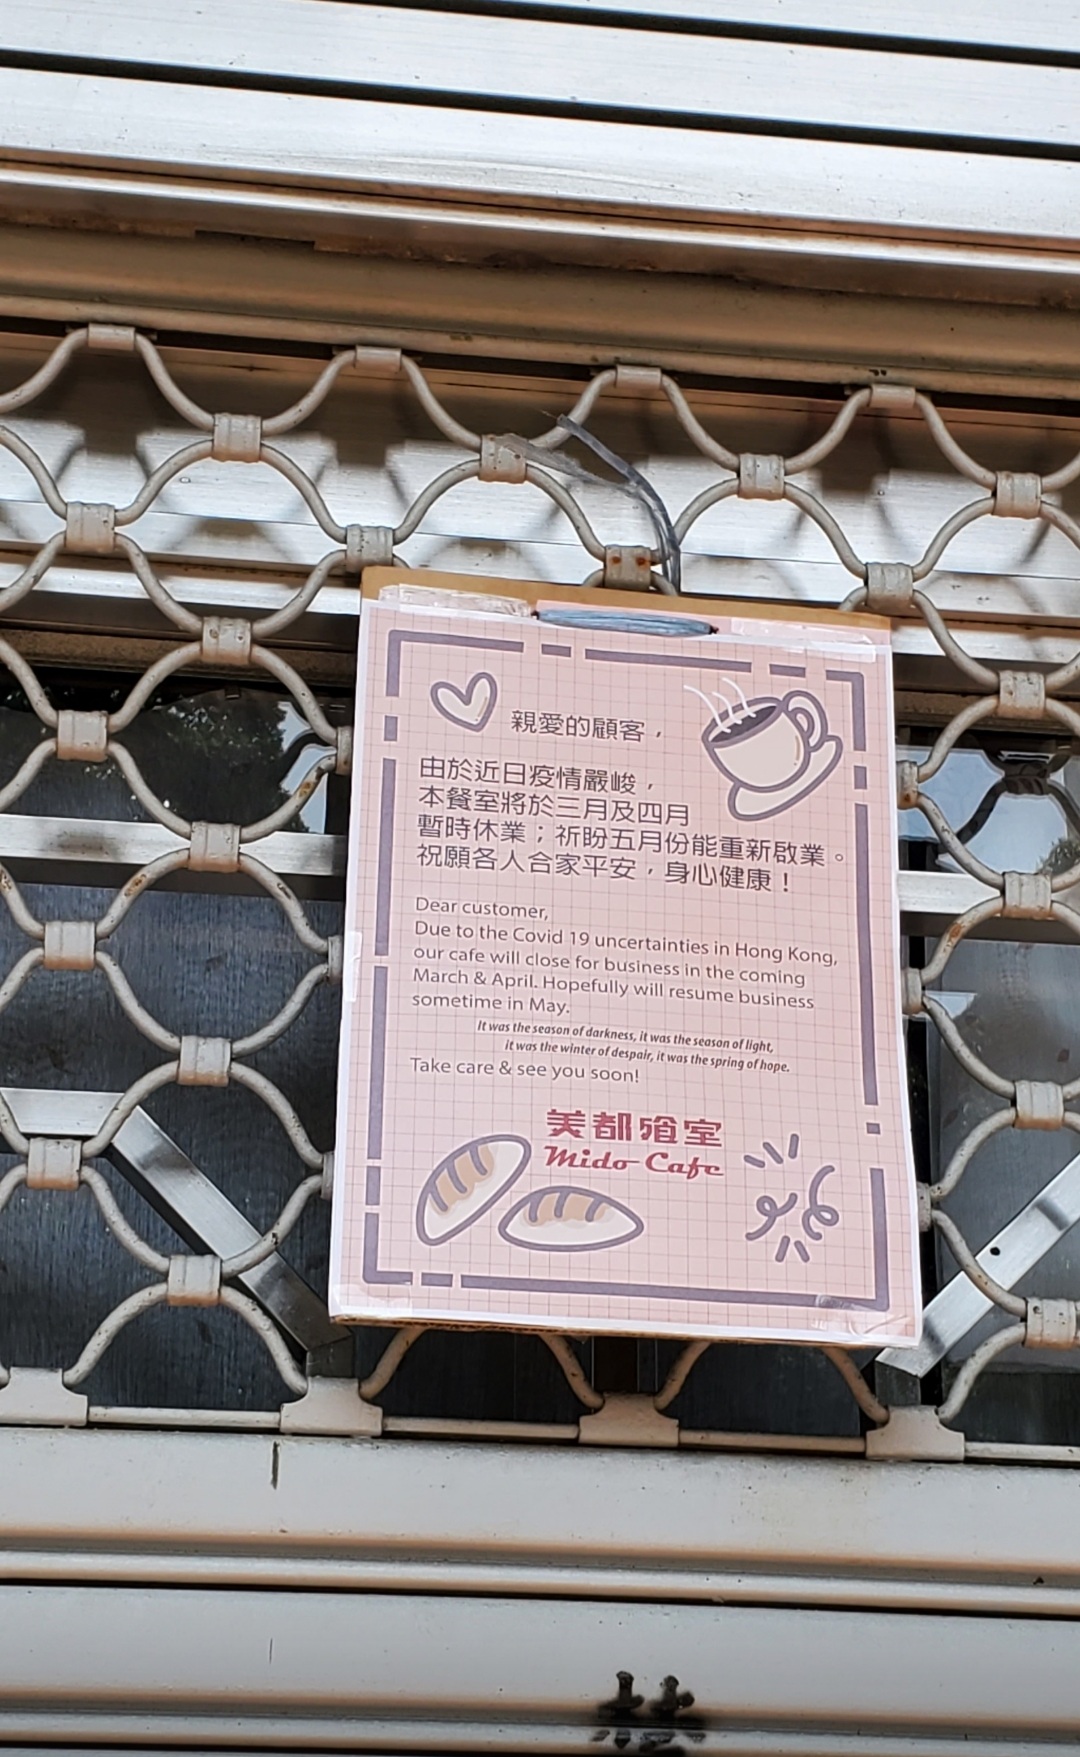 親愛的顧客，
由於近日疫情嚴峻，
本餐室將於三月及四月
暫時休業；祈盼五月份能重新啟業。
祝願各人合家平安，身心健康！
Dear customer,
Due to the Covid 19 uncertainties in Hong Kong,
our cafe will close for business in the coming
March & April. Hopefully will resume business
sometime in May.
It was the season of darkness, it was the season of light,
it was the winter of despair, it was the spring of hope.
Take care & see you soon!
美都餐室
Mido Cafe